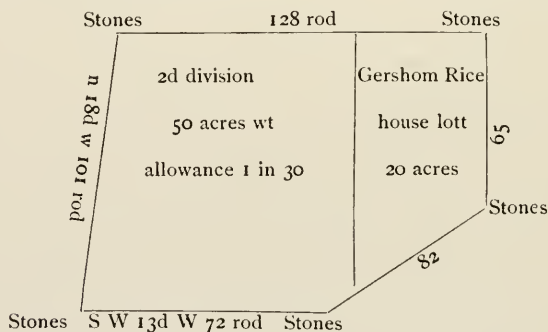 Stones 128 rod Stones
2d division
Gershom Rice
50 acres wt
house lott
allowance 1 in 30
20 acres
n 18d w 101 rod
65
Stones
82
Stones S W 13d W 72 rod Stones